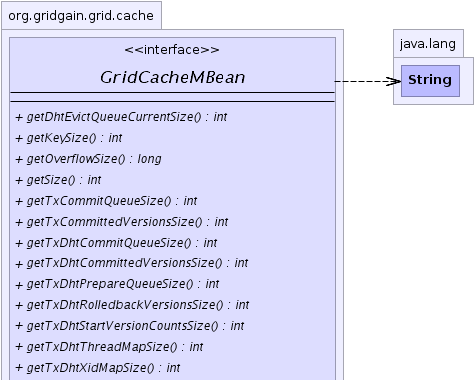 org.gridgain.grid.cache
<<interface>>
GridCacheMBean
java.lang
String
+ getDhtEvictQueueCurrentSize() : int
+ getKeySize() : int
+ getOverflowSize() : long
+ getSize() : int
+ getTxCommitQueueSize() : int
+ getTxCommittedVersionsSize() : int
+ getTxDhtCommitQueueSize() : int
+ getTxDhtCommittedVersionsSize() : int
+ getTxDhtPrepareQueueSize() : int
+ getTxDhtRolledbackVersionsSize() : int
+ getTxDhtStartVersionCountsSize() : int
+ getTxDhtThreadMapSize() : int
+ getTxDhtXidMapSize() : int